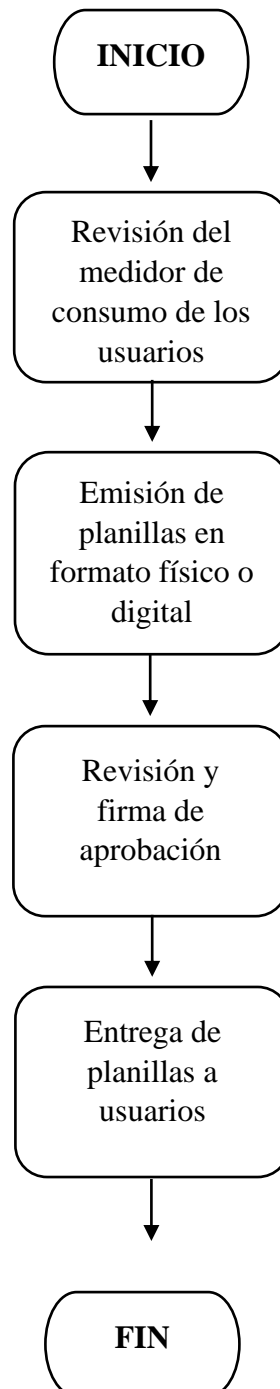 INICIO
Revisión del
medidor de
consumo de los
usuarios
Emisión de
planillas en
formato físico o
digital
Revisión y
firma de
aprobación
Entrega de
planillas a
usuarios
FIN